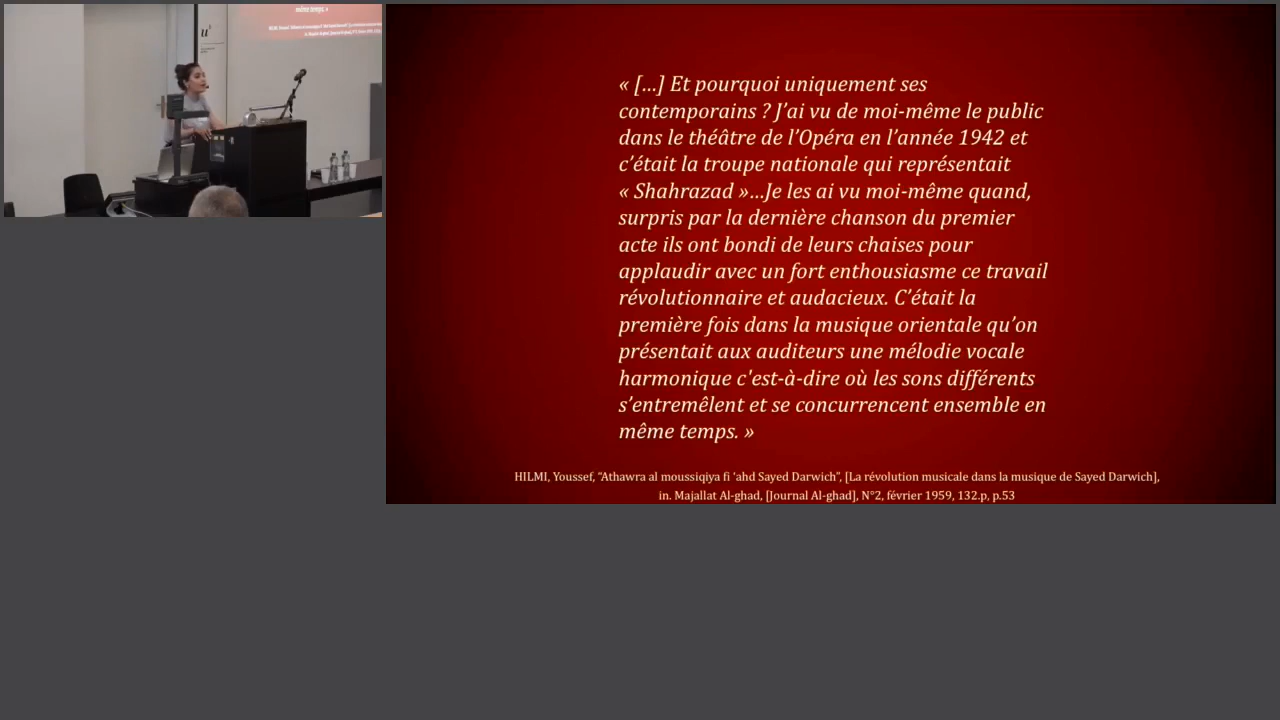 même temps. »
u
« [...] Et pourquoi uniquement ses
contemporains ? J'ai vu de moi-même le public
dans le théâtre de l'Opéra en l'année 1942 et
c'était la troupe nationale qui représentait
« Shahrazad »...Je les ai vu moi-même quand,
surpris par la dernière chanson du premier
acte ils ont bondi de leurs chaises pour
applaudir avec un fort enthousiasme ce travail
révolutionnaire et audacieux. C'était la
première fois dans la musique orientale qu'on
présentait aux auditeurs une mélodie vocale
harmonique c'est-à-dire où les sons différents
s'entremêlent et se concurrencent ensemble en
même temps. »
HILMI, Youssef, "Athawra al moussiqiya fi 'ahd Sayed Darwich", [La révolution musicale dans la musique de Sayed Darwich],
in. Majallat Al-ghad, [Journal Al-ghad], N°2, février 1959, 132.p, p.53